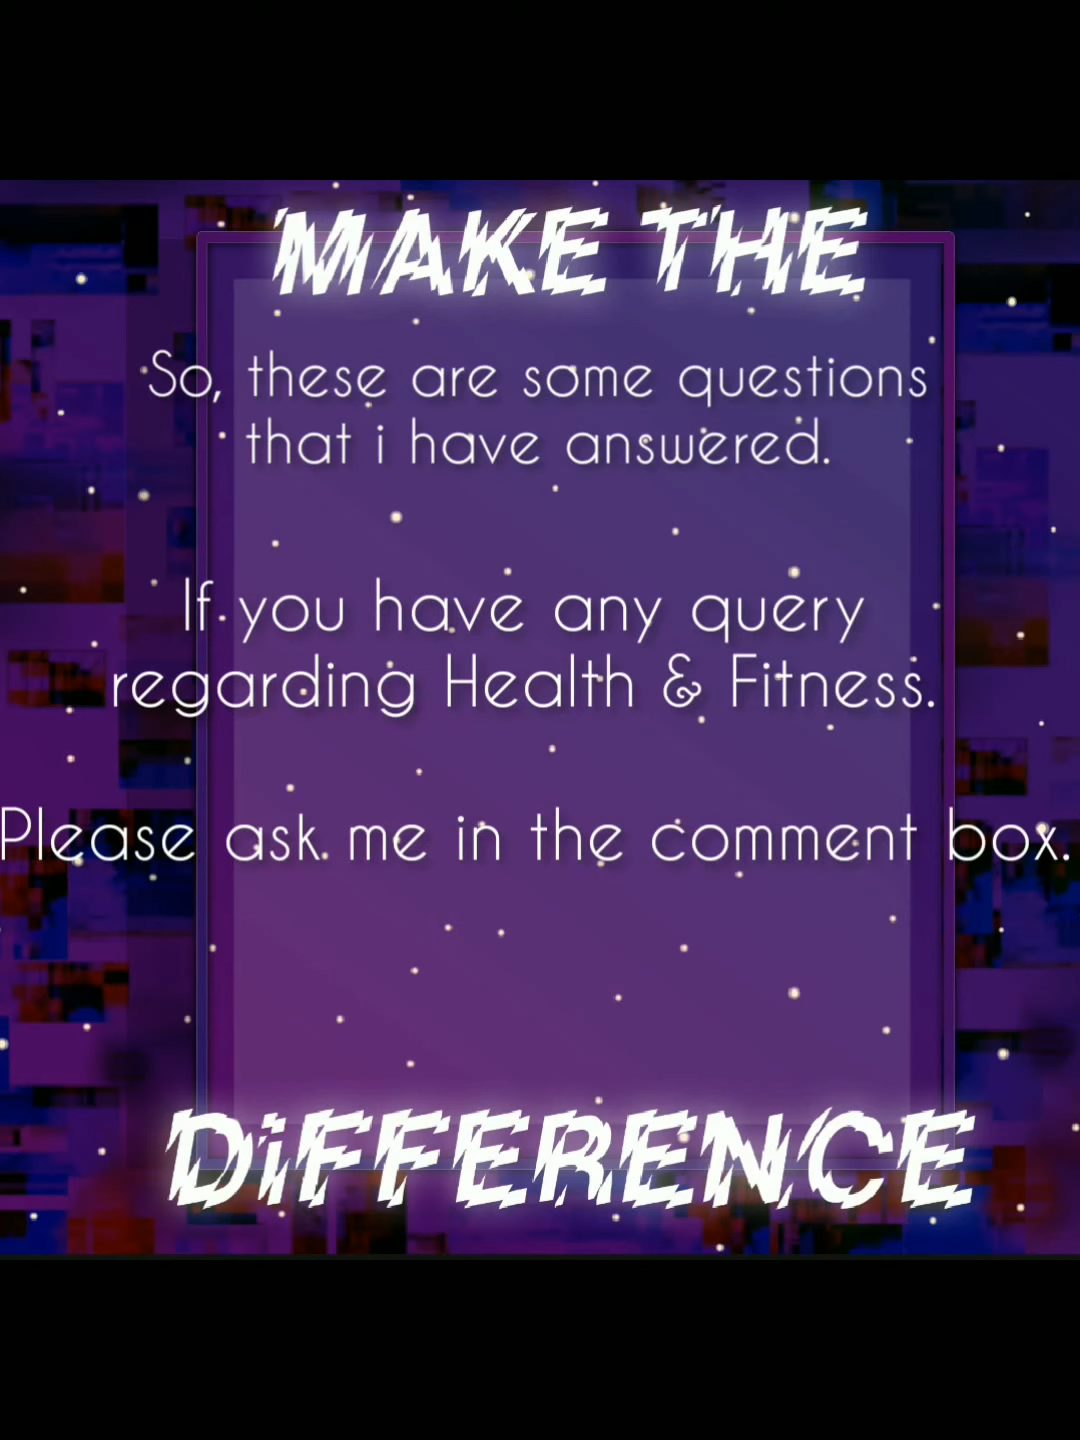 MAKE THE
So, these are some questions
that i have answered.
If you have any query
regarding Health & Fitness.
Please ask me in the comment box.
DiFFERENCE